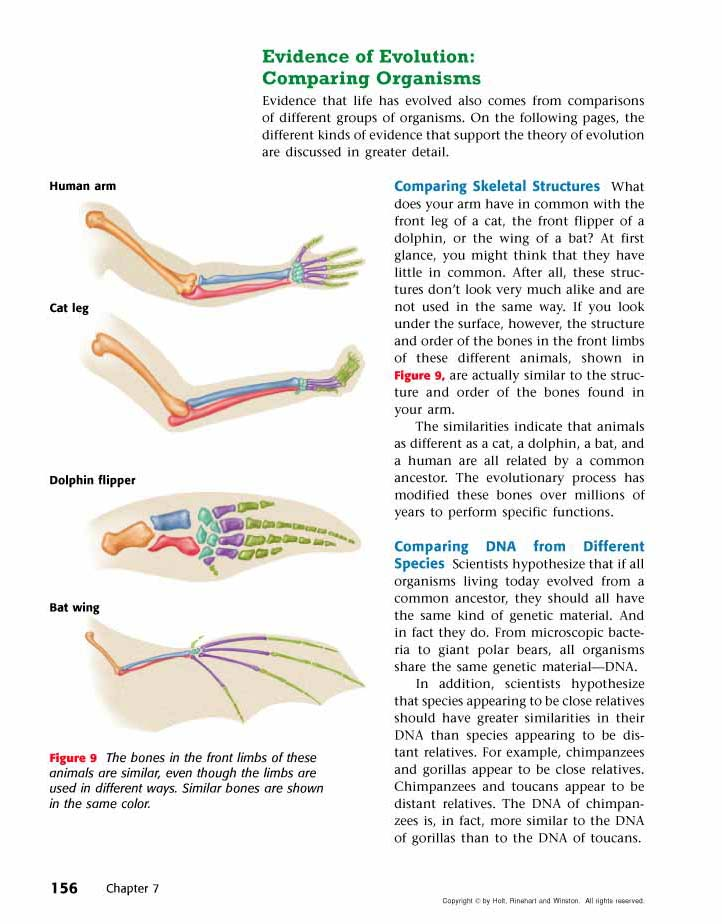 Evidence of Evolution:
Comparing Organisms
Evidence that life has evolved also comes from comparisons
of different groups of organisms. On the following pages, the
different kinds of evidence that support the theory of evolution
are discussed in greater detail.
Human arm
Cat leg
Dolphin flipper
Bat wing
Figure 9 The bones in the front limbs of these
animals are similar, even though the limbs are
used in different ways. Similar bones are shown
in the same color.
Comparing Skeletal Structures What
does your arm have in common with the
front leg of a cat, the front flipper of a
dolphin, or the wing of a bat? At first
glance, you might think that they have
little in common. After all, these struc-
tures don't look very much alike and are
not used in the same way. If you look
under the surface, however, the structure
and order of the bones in the front limbs
of these different animals, shown in
Figure 9, are actually similar to the struc-
ture and order of the bones found in
your arm.
The similarities indicate that animals
as different as a cat, a dolphin, a bat, and
a human are all related by a common
ancestor. The evolutionary process has
modified these bones over millions of
years to perform specific functions.
Comparing DNA from Different
Species Scientists hypothesize that if all
organisms living today evolved from a
common ancestor, they should all have
the same kind of genetic material. And
in fact they do. From microscopic bacte-
ria to giant polar bears, all organisms
share the same genetic material—DNA.
In addition, scientists hypothesize
that species appearing to be close relatives
should have greater similarities in their
DNA than species appearing to be dis-
tant relatives. For example, chimpanzees
and gorillas appear to be close relatives.
Chimpanzees and toucans appear to be
distant relatives. The DNA of chimpan-
zees is, in fact, more similar to the DNA
of gorillas than to the DNA of toucans.
156 Chapter 7
Copyright © by Holt, Rinehart and Winston. All rights reserved.